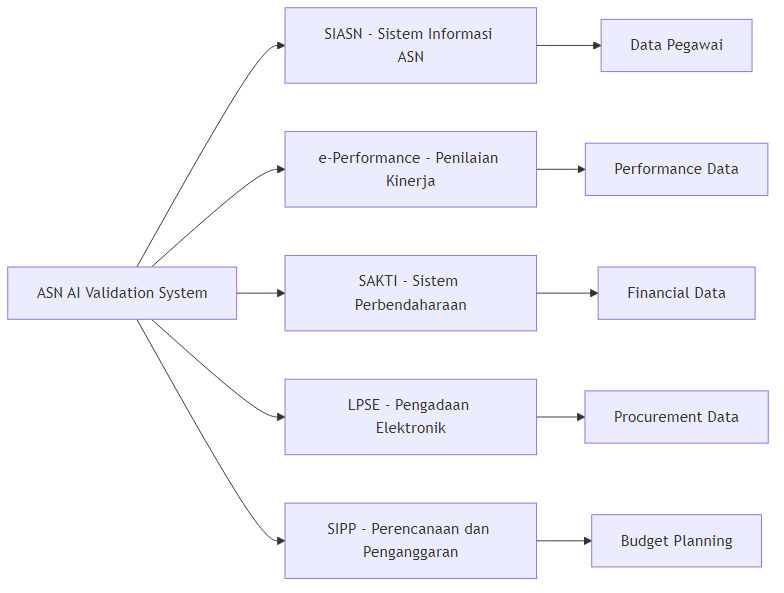 SIASN - Sistem Informasi
ASN
Data Pegawai
e-Performance - Penilaian
Kinerja
Performance Data
ASN AI Validation System
SAKTI - Sistem
Perbendaharaan
Financial Data
LPSE - Pengadaan
Elektronik
Procurement Data
SIPP - Perencanaan dan
Penganggaran
Budget Planning